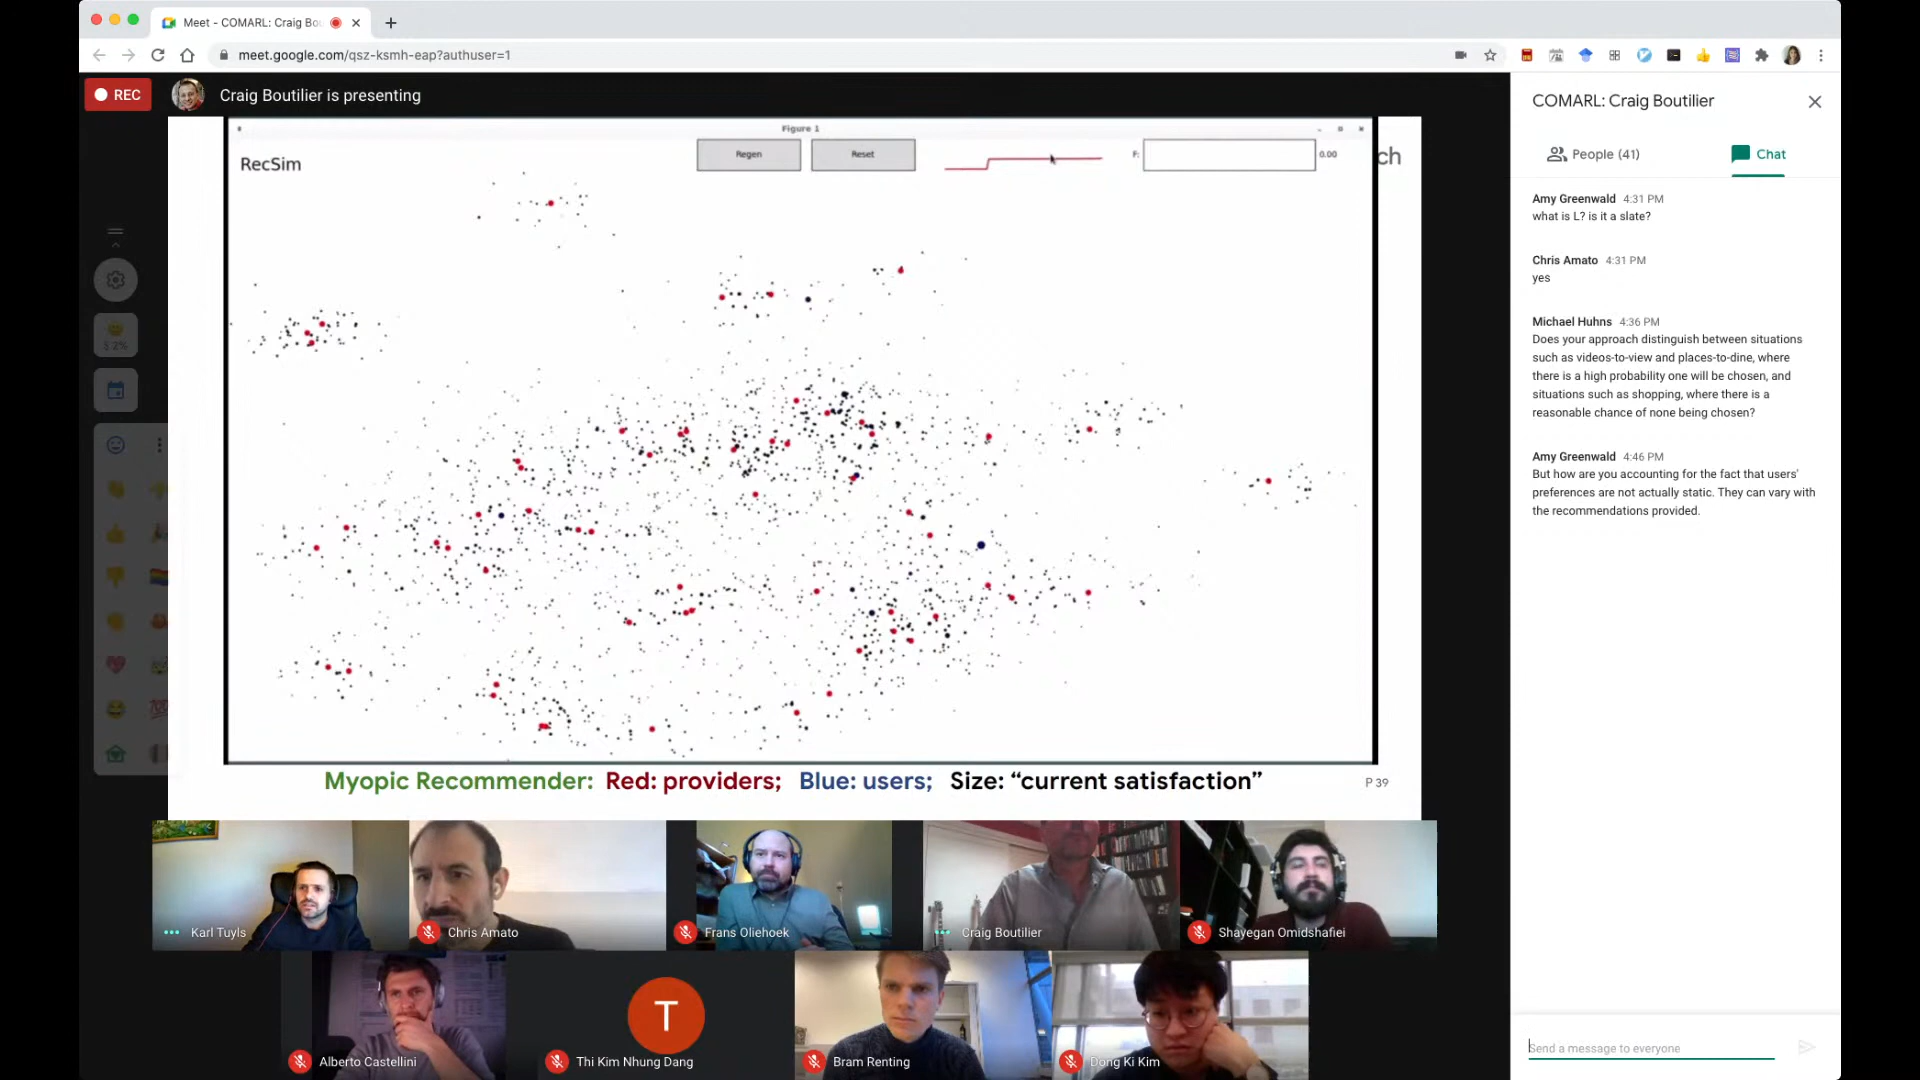 Meet - COMARL: Craig Bou
meet.google.com/qsz-ksmh-eap?authuser=1
REC
Craig Boutilier is presenting
Figure 1
RecSim
Regen
Reset
F:
0.00
ch
Myopic Recommender: Red: providers; Blue: users; Size: “current satisfaction”
P 39
Karl Tuyls
Chris Amato
Frans Oliehoek
Craig Boutilier
Shayegan Omidshafiei
Alberto Castellini
T
Thi Kim Nhung Dang
Bram Renting
Dong Ki Kim
COMARL: Craig Boutilier
People (41)
Chat
Amy Greenwald 4:31 PM
what is L? is it a slate?
Chris Amato 4:31 PM
yes
Michael Huhns 4:36 PM
Does your approach distinguish between situations
such as videos-to-view and places-to-dine, where
there is a high probability one will be chosen, and
situations such as shopping, where there is a
reasonable chance of none being chosen?
Amy Greenwald 4:46 PM
But how are you accounting for the fact that users'
preferences are not actually static. They can vary with
the recommendations provided.
Send a message to everyone